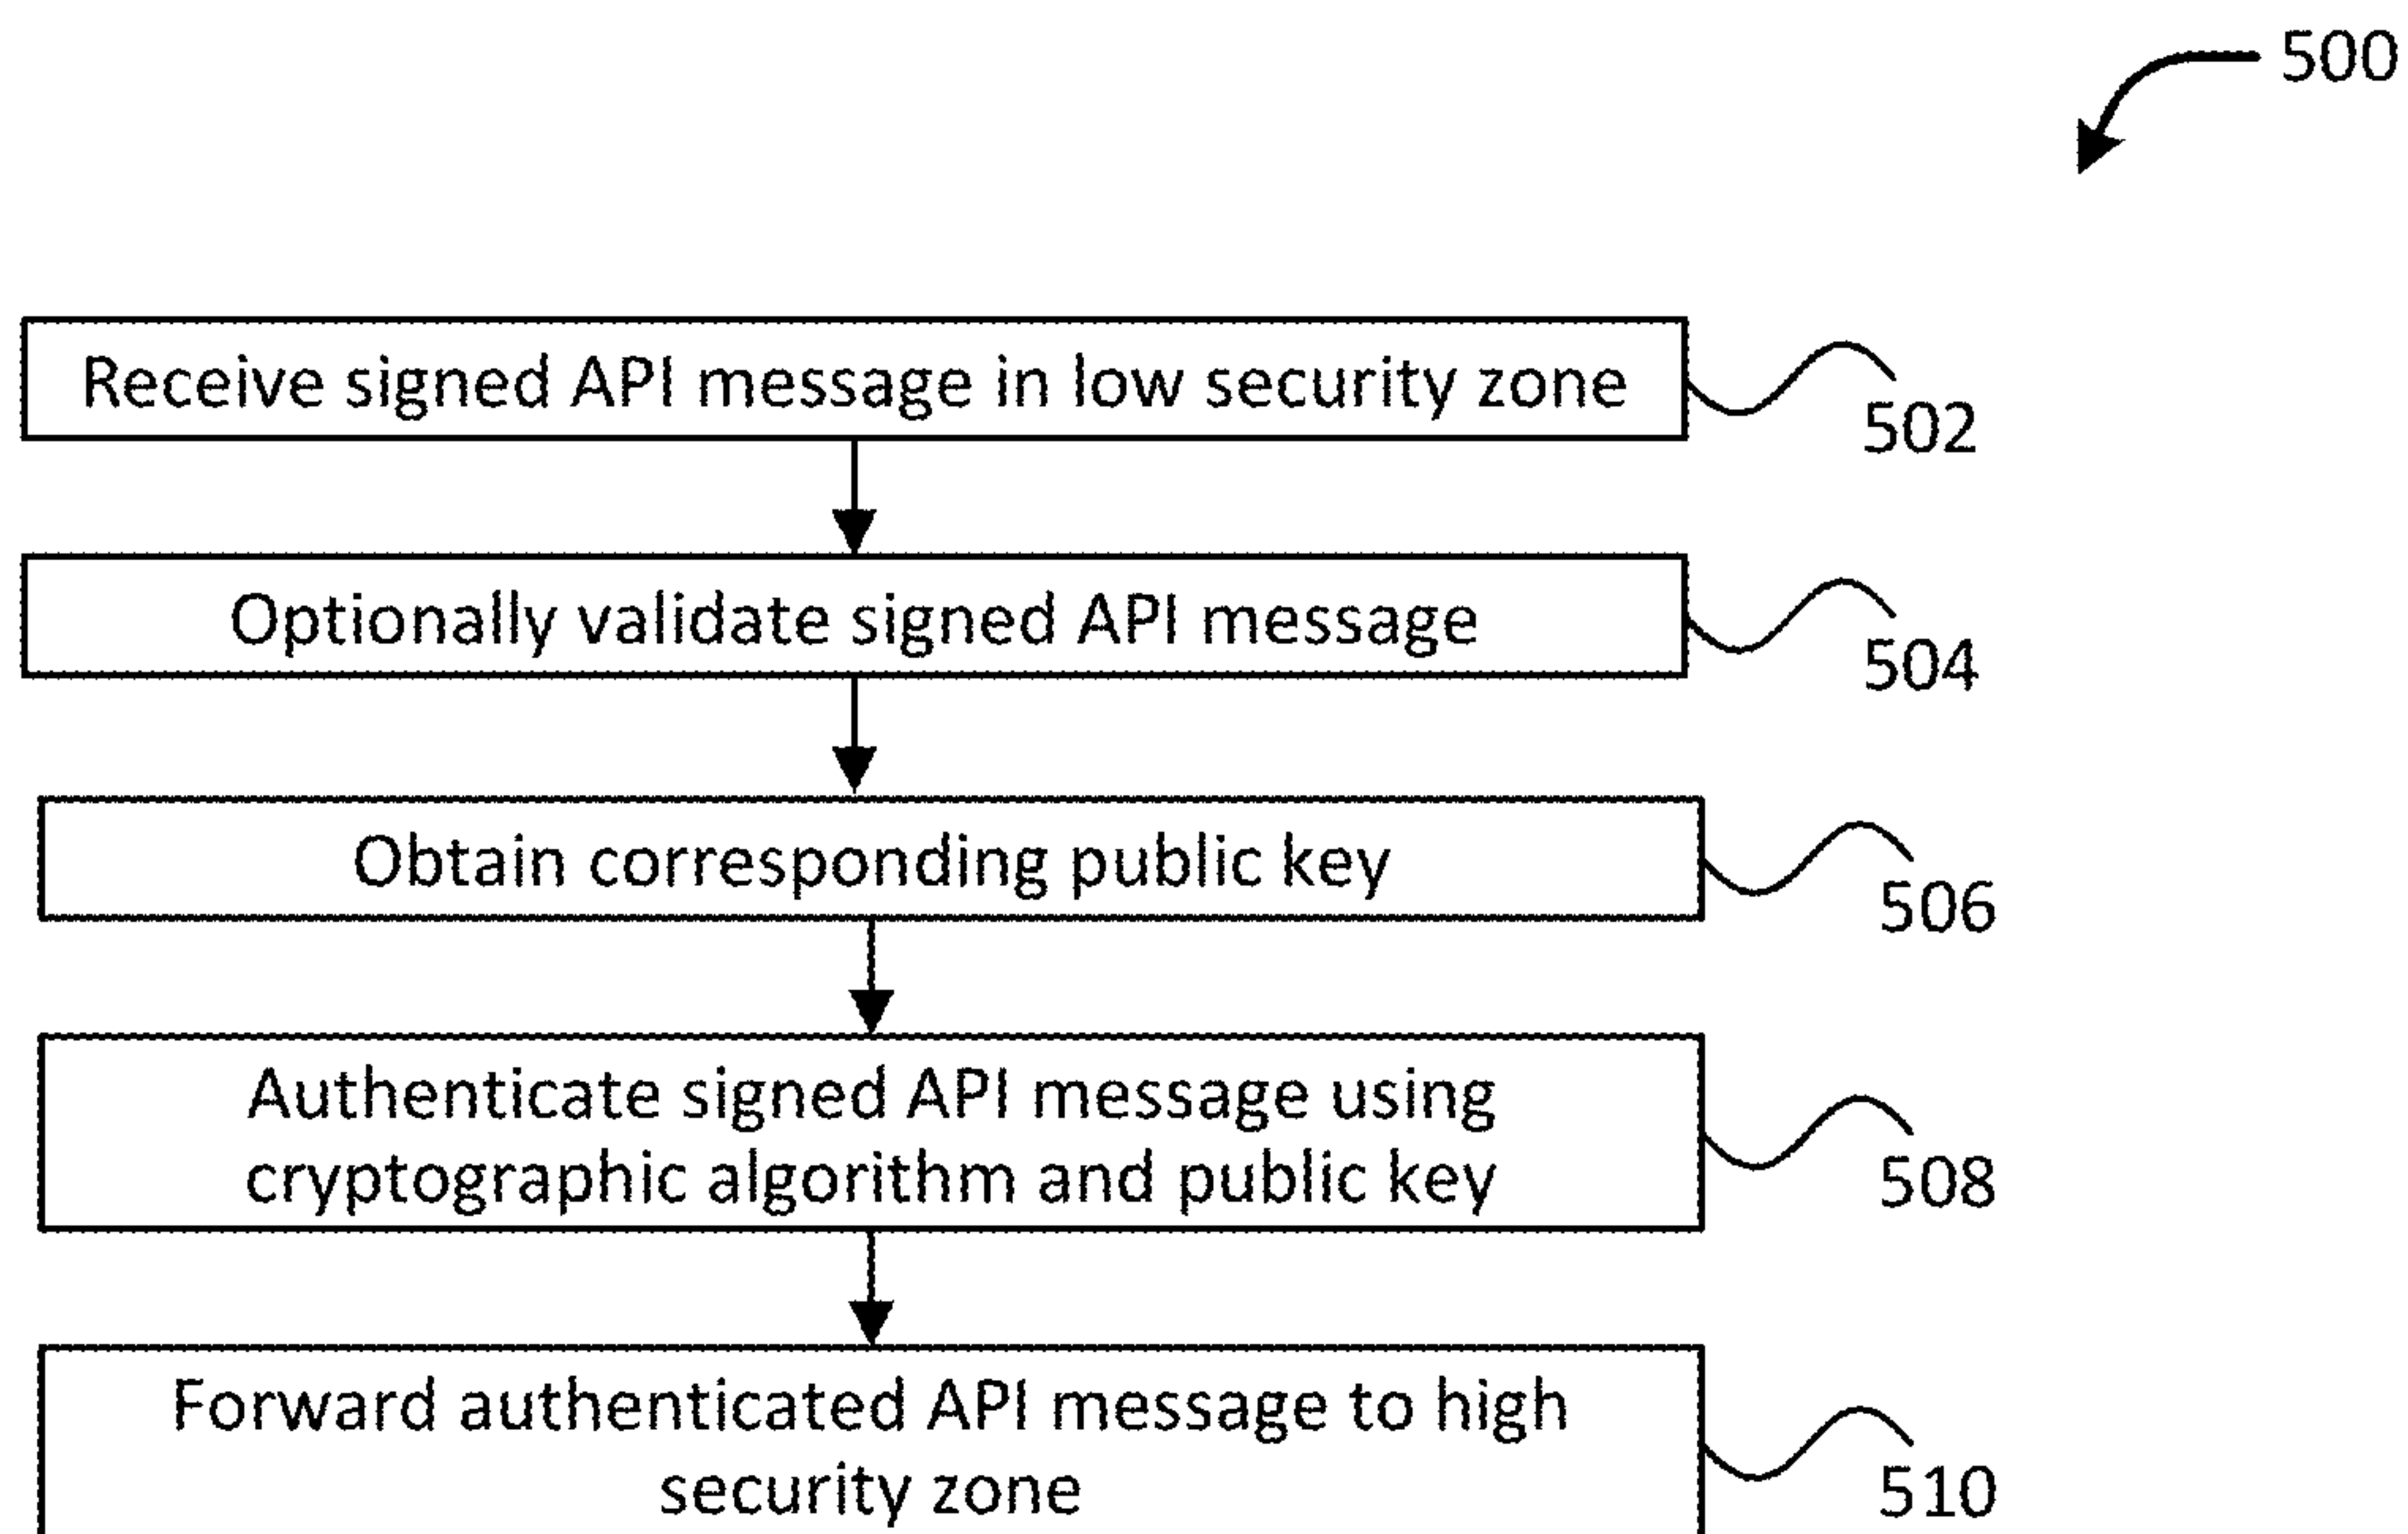 500
Receive signed API message in low security zone
502
Optionally validate signed API message
504
Obtain corresponding public key
506
Authenticate signed API message using
cryptographic algorithm and public key
508
Forward authenticated API message to high
security zone
510